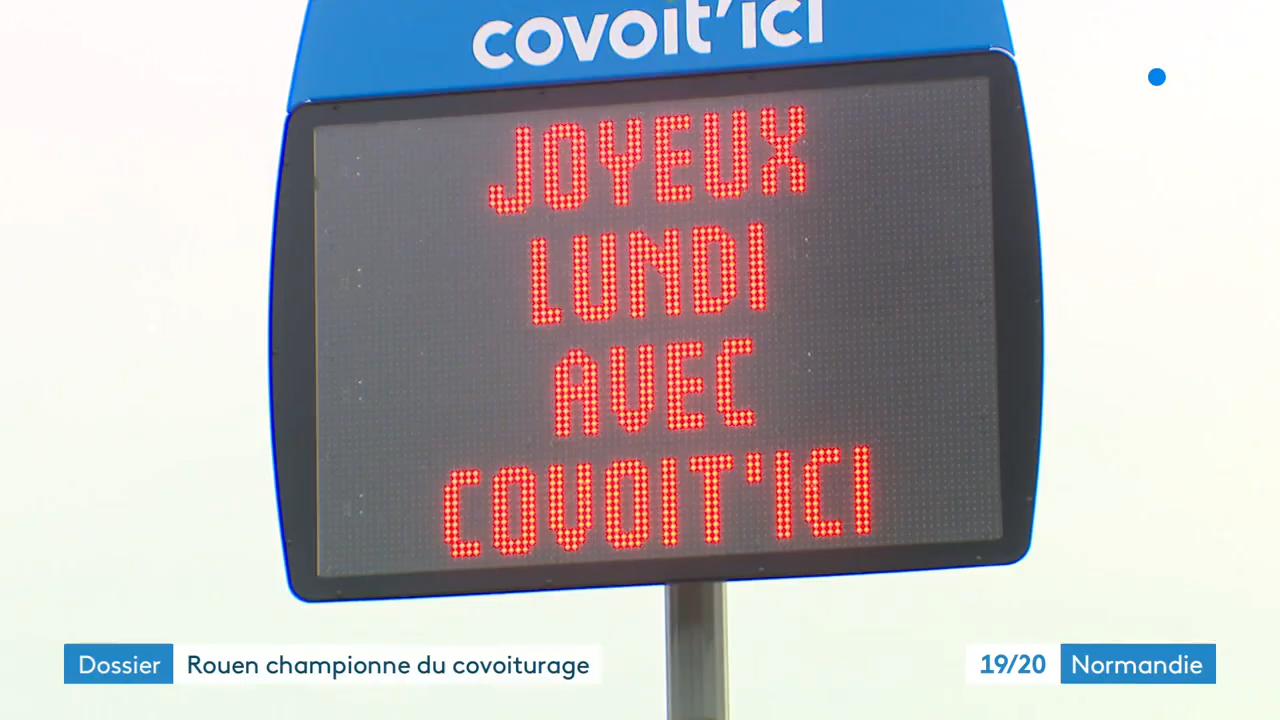 covoit'ici
JOYEUX
LUNDI
AVEC
COVOIT'ICI
Dossier Rouen championne du covoiturage
19/20 Normandie